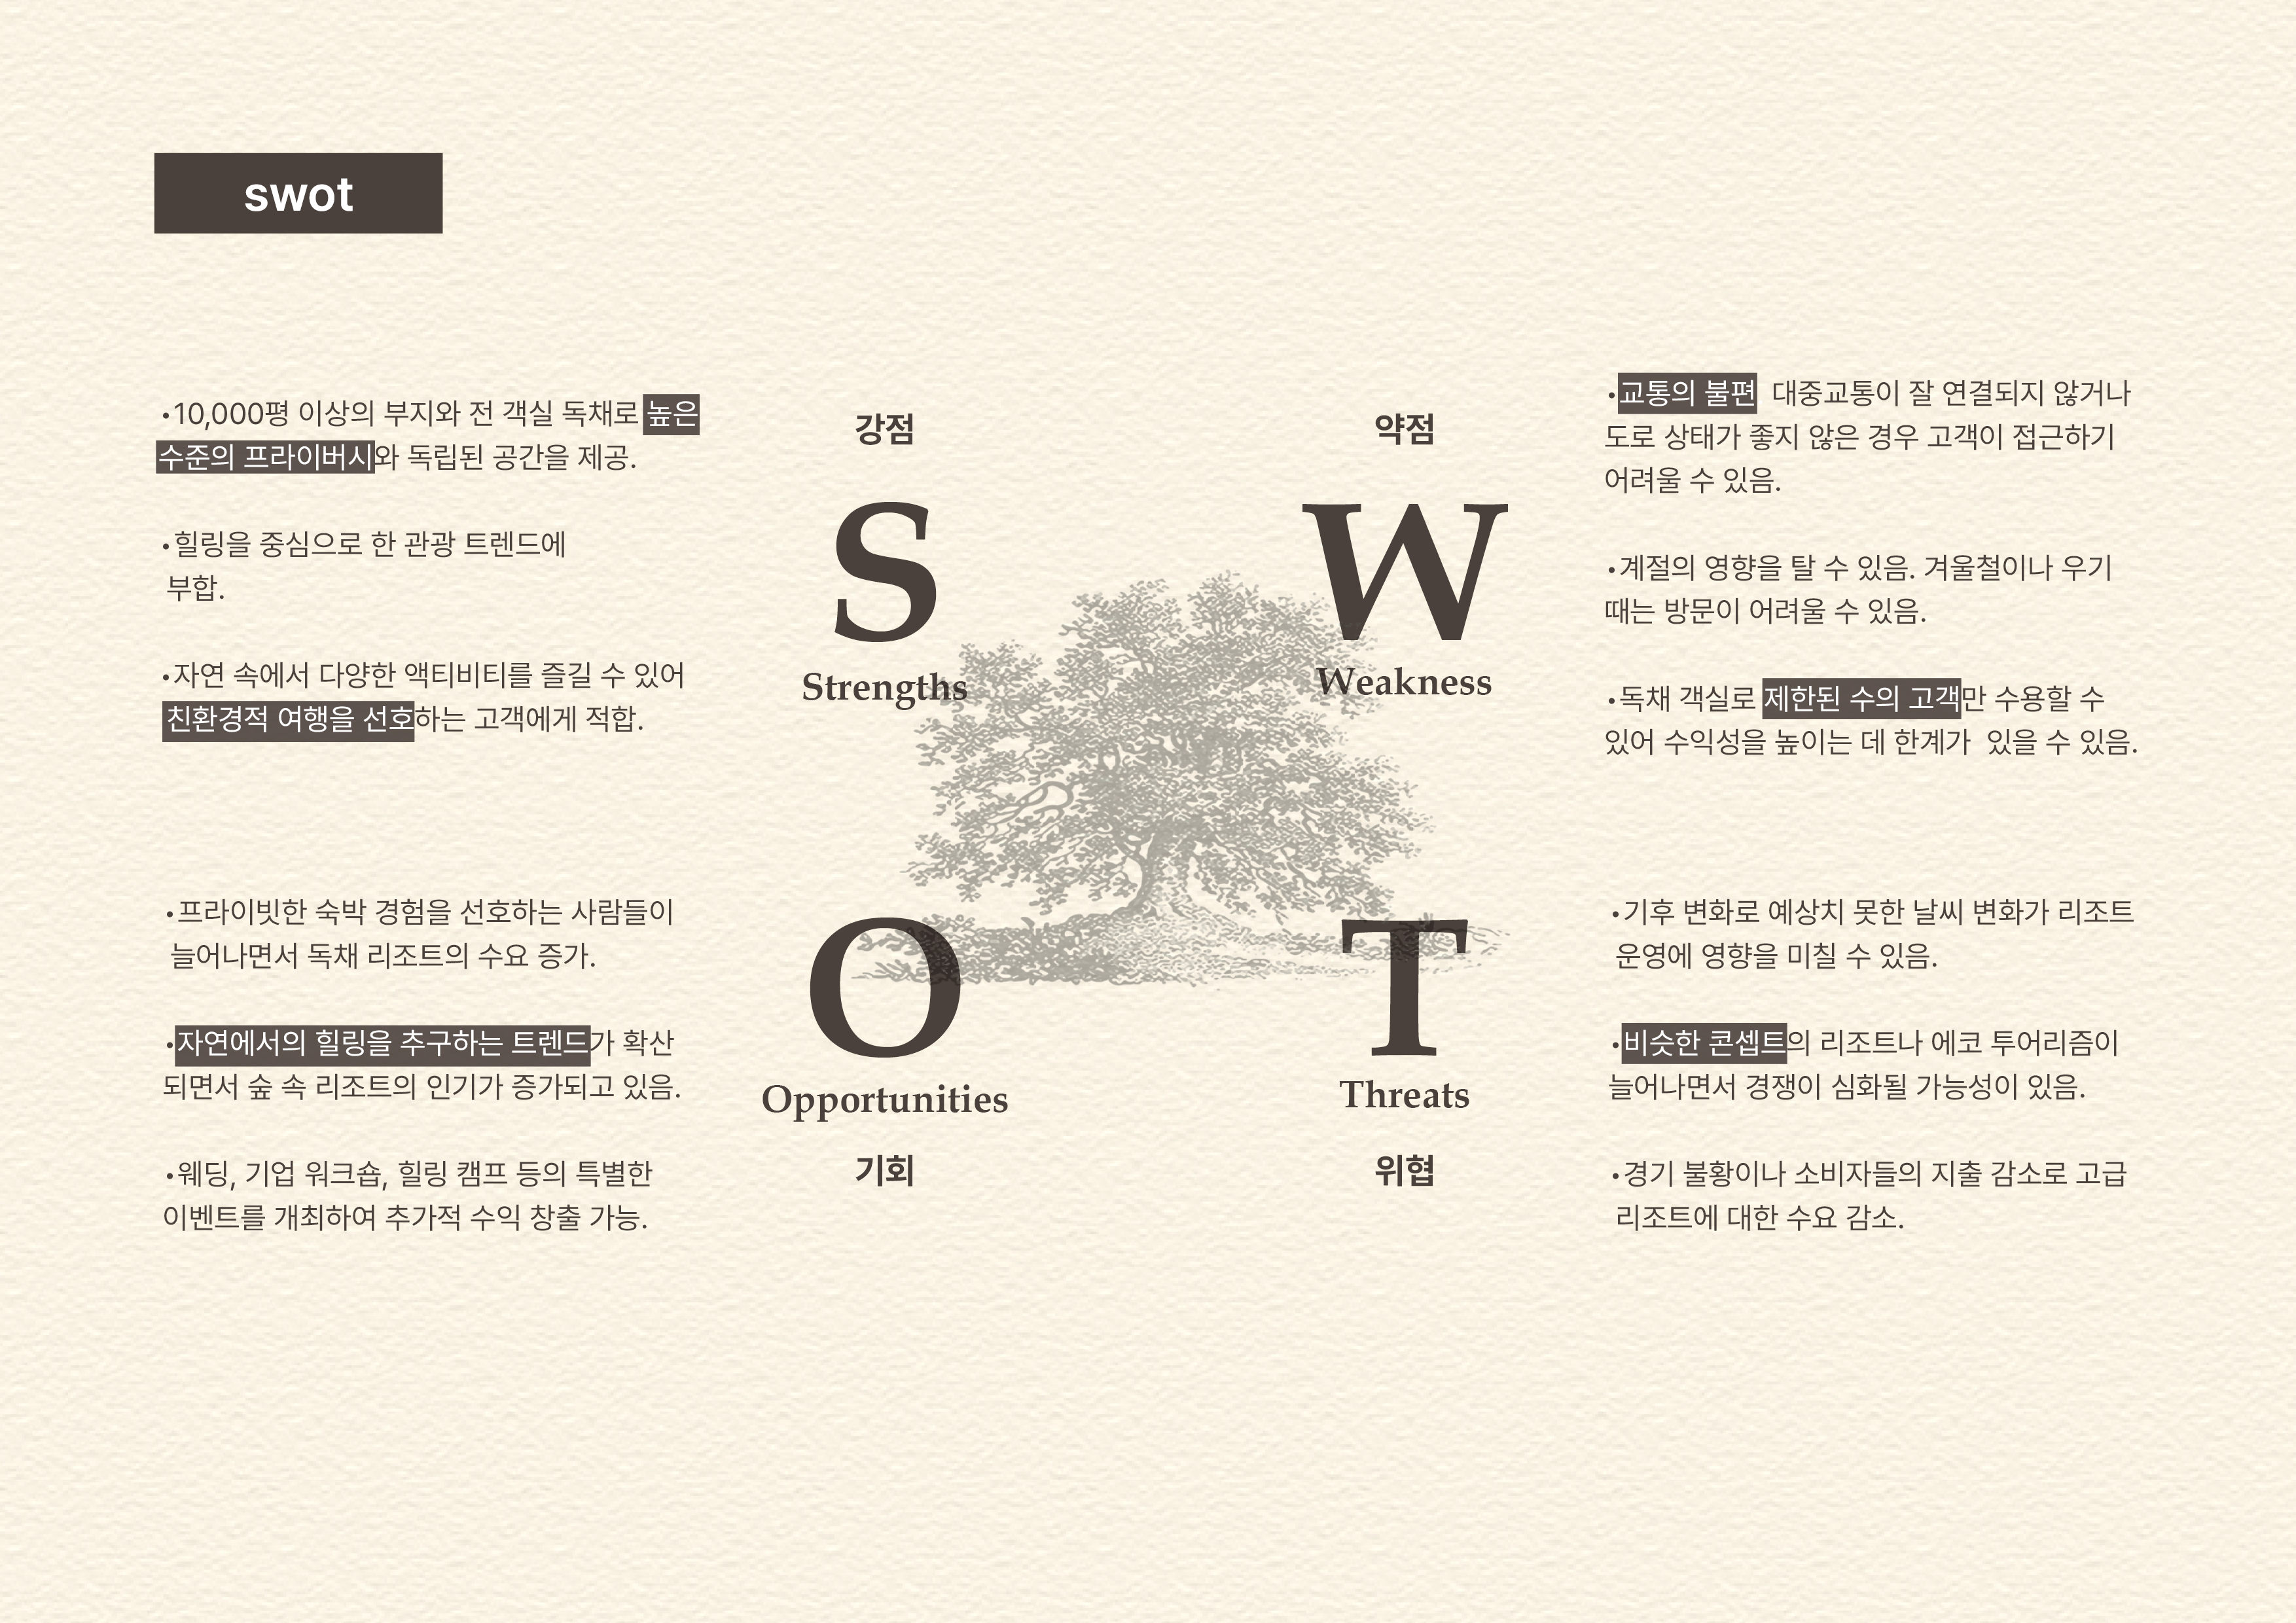 swot
•10,000평 이상의 부지와 전 객실 독채로 높은
수준의 프라이버시와 독립된 공간을 제공.
•힐링을 중심으로 한 관광 트렌드에
부합.
•자연 속에서 다양한 액티비티를 즐길 수 있어
친환경적 여행을 선호하는 고객에게 적합.
강점
S
Strengths
약점
W
Weakness
•교통의 불편 대중교통이 잘 연결되지 않거나
도로 상태가 좋지 않은 경우 고객이 접근하기
어려울 수 있음.
•계절의 영향을 탈 수 있음. 겨울철이나 우기
때는 방문이 어려울 수 있음.
•독채 객실로 제한된 수의 고객만 수용할 수
있어 수익성을 높이는 데 한계가 있을 수 있음.
•프라이빗한 숙박 경험을 선호하는 사람들이
늘어나면서 독채 리조트의 수요 증가.
•자연에서의 힐링을 추구하는 트렌드가 확산
되면서 숲 속 리조트의 인기가 증가되고 있음.
•웨딩, 기업 워크숍, 힐링 캠프 등의 특별한
이벤트를 개최하여 추가적 수익 창출 가능.
O
Opportunities
기회
T
Threats
위협
•기후 변화로 예상치 못한 날씨 변화가 리조트
운영에 영향을 미칠 수 있음.
•비슷한 콘셉트의 리조트나 에코 투어리즘이
늘어나면서 경쟁이 심화될 가능성이 있음.
•경기 불황이나 소비자들의 지출 감소로 고급
리조트에 대한 수요 감소.